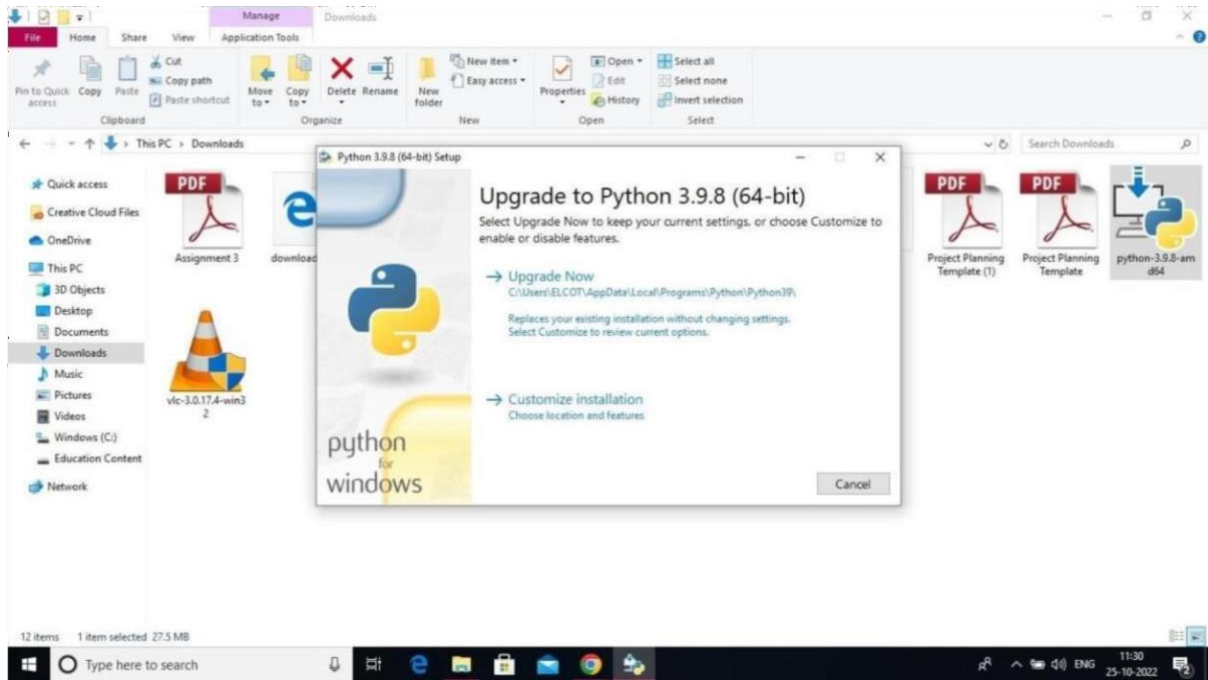 Manage
Downloads
File Home Share View Application Tools
Pin to Quick access
Copy
Paste
Cut
Copy path
Paste shortcut
Clipboard
Move to
Copy to
Delete
Rename
Organize
New folder
New item
Easy access
New
Properties
Open
Edit
History
Open
Select all
Select none
Invert selection
Select
This PC › Downloads
Search Downloads
Quick access
Creative Cloud Files
OneDrive
This PC
3D Objects
Desktop
Documents
Downloads
Music
Pictures
Videos
Windows (C:)
Education Content
Network
PDF
Assignment 3
download
vlc-3.0.17.4-win3
2
Python 3.9.8 (64-bit) Setup
Upgrade to Python 3.9.8 (64-bit)
Select Upgrade Now to keep your current settings, or choose Customize to
enable or disable features.
Upgrade Now
C:\Users\ELCOT\AppData\Local\Programs\Python\Python39\
Replaces your existing installation without changing settings.
Select Customize to review current options.
Customize installation
Choose location and features
python
for
windows
Cancel
PDF
Project Planning
Template (1)
PDF
Project Planning
Template
python-3.9.8-am
d64
12 items 1 item selected 27.5 MB
Type here to search
ENG
11:30
25-10-2022
2